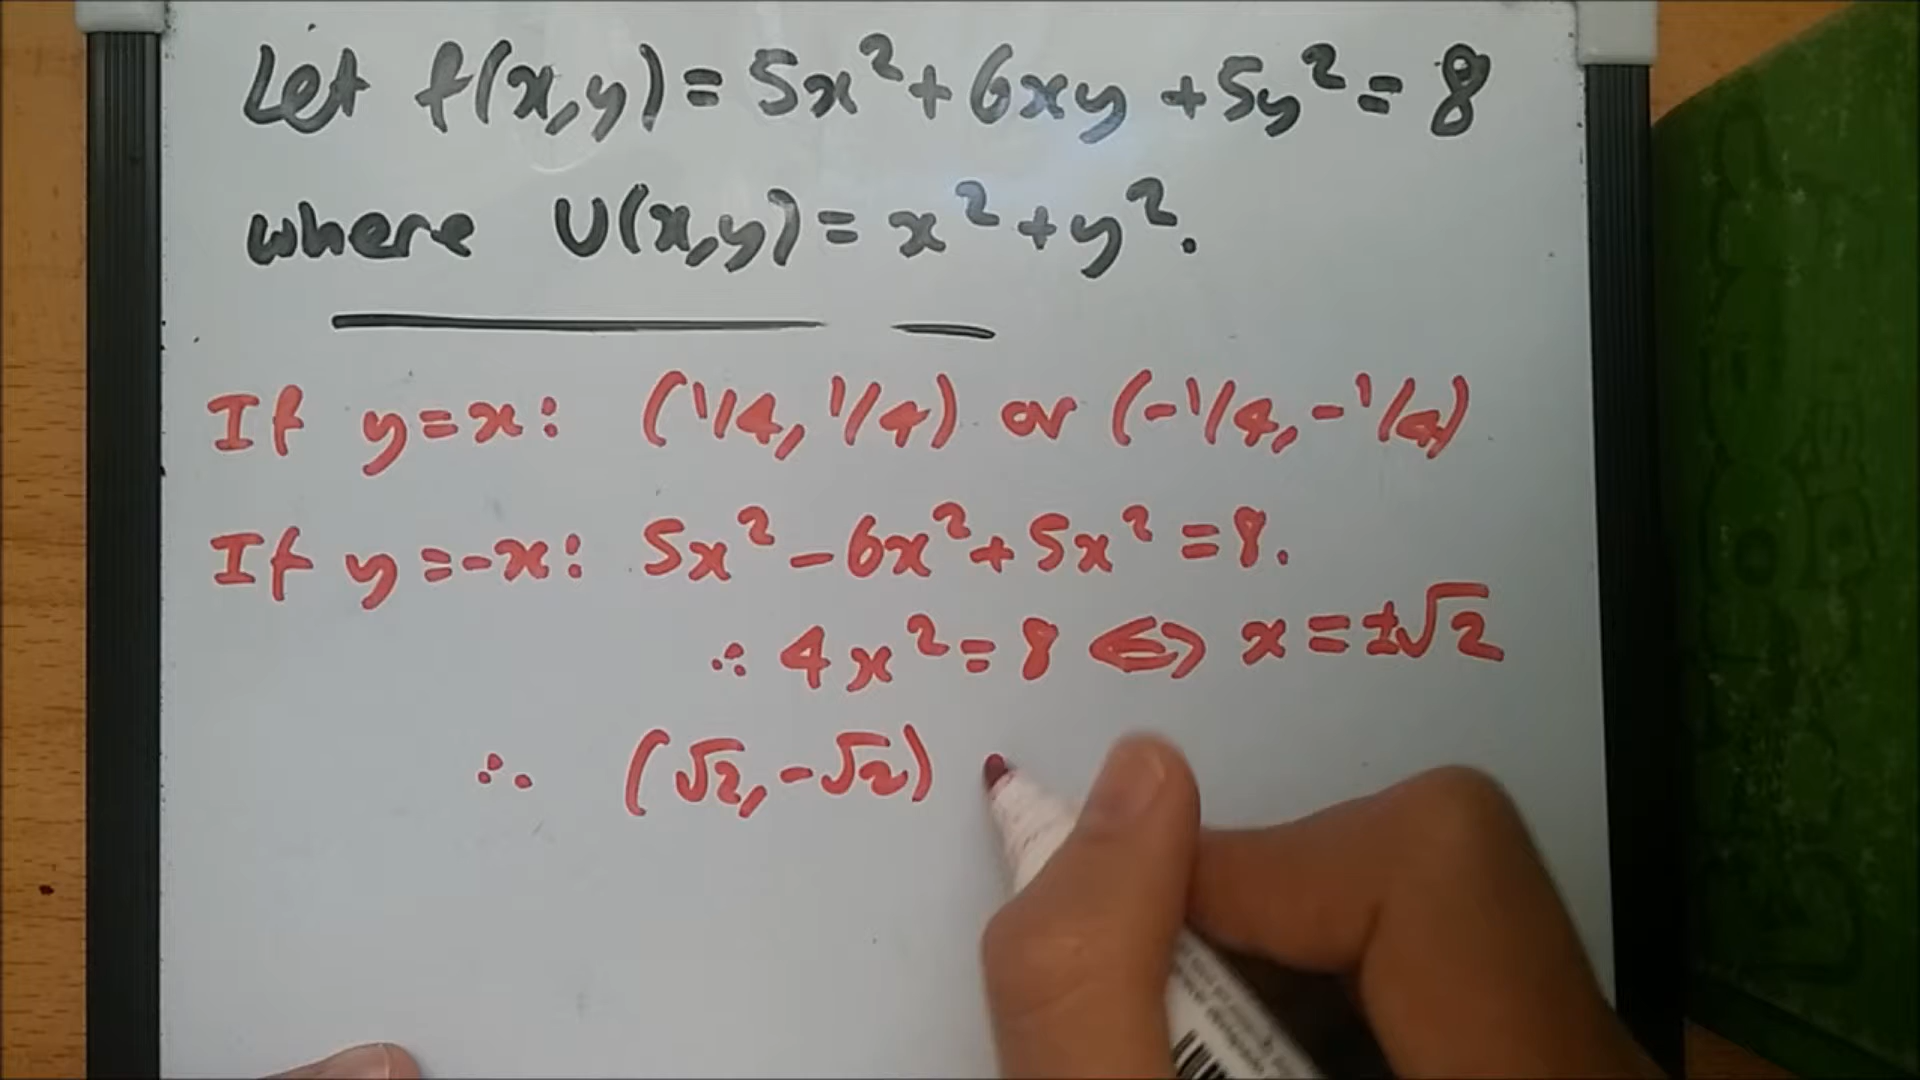 Let f(x,y) = 5x² + 6xy + 5y² = 8
where U(x,y) = x² + y².
If y=x: (1/4, 1/4) or (-1/4, -1/4)
If y=-x: 5x² - 6x² + 5x² = 8.
∴ 4x² = 8 ⇔ x = ±√2
∴ (√2, -√2)